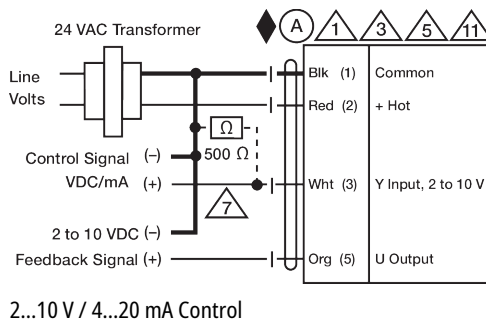 24 VAC Transformer
A 1 3 5 11
Line
Volts
Blk (1) Common
Red (2) + Hot
Ω
500 Ω
Control Signal (–)
VDC/mA (+)
7
Wht (3) Y Input, 2 to 10 V
2 to 10 VDC (–)
Feedback Signal (+)
Org (5) U Output
2...10 V / 4...20 mA Control